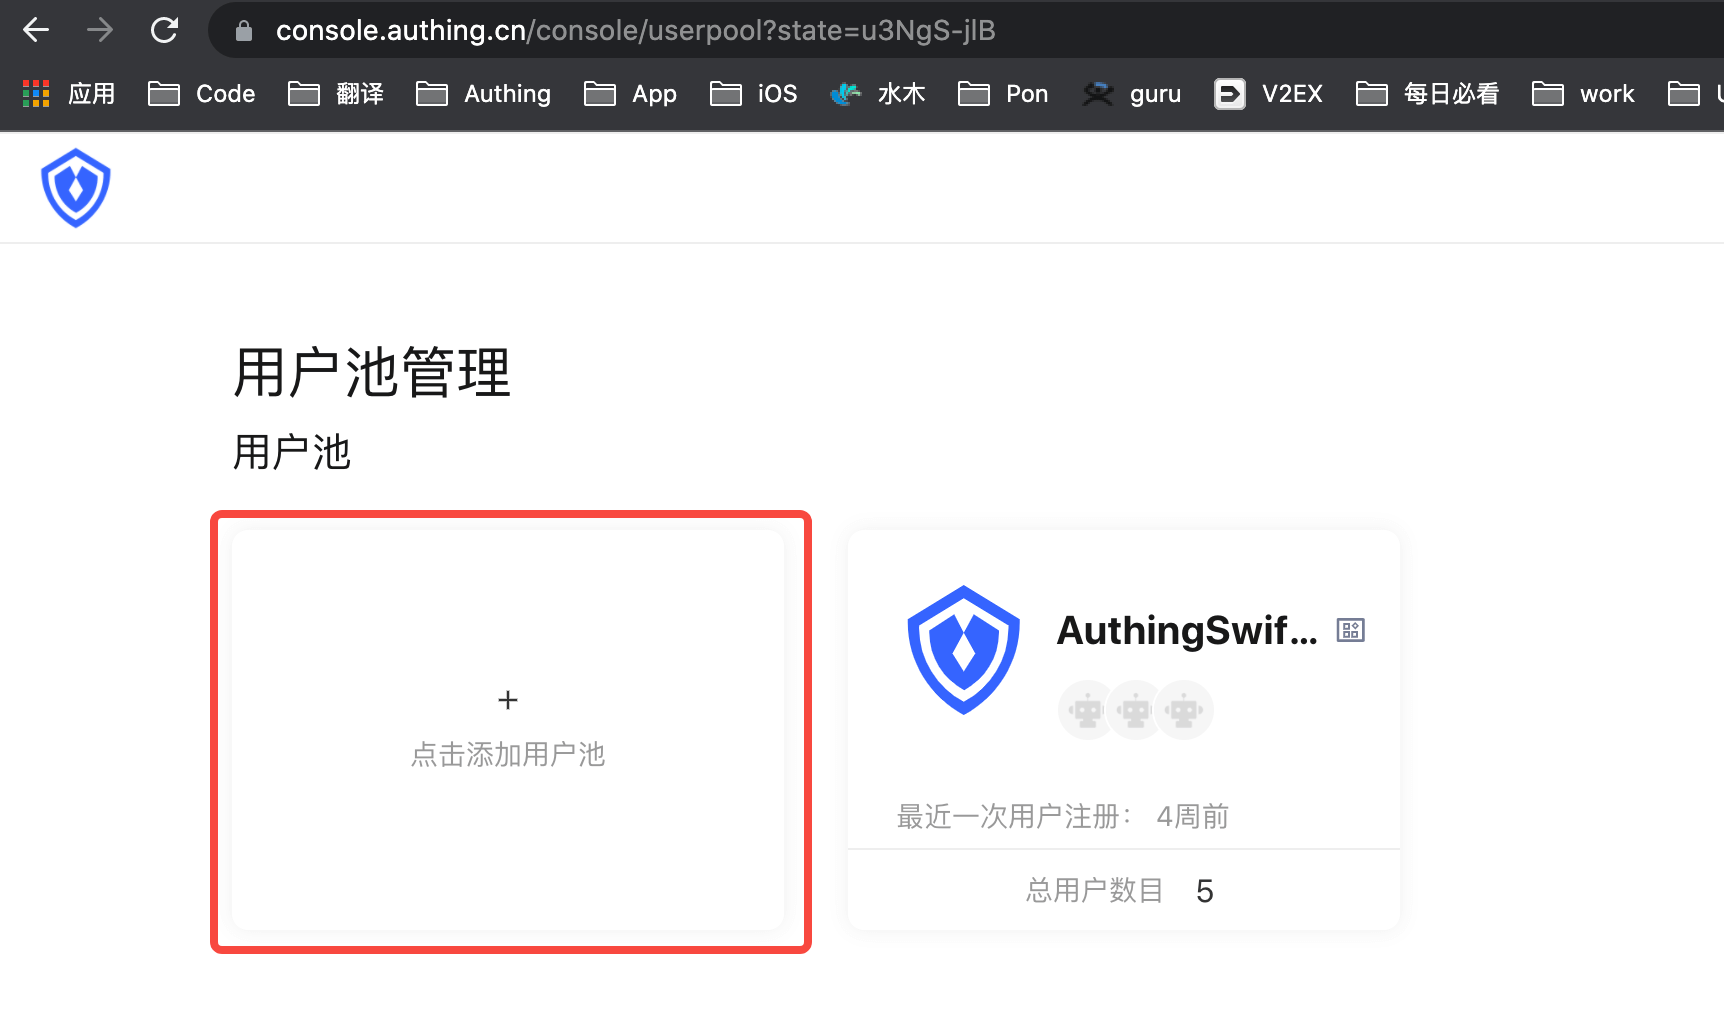 console.authing.cn/console/userpool?state=u3NgS-jlB
应用 Code 翻译 Authing App iOS 水木 Pon guru V2EX 每日必看 work
用户池管理
用户池
+
点击添加用户池
AuthingSwif...
最近一次用户注册： 4周前
总用户数目 5